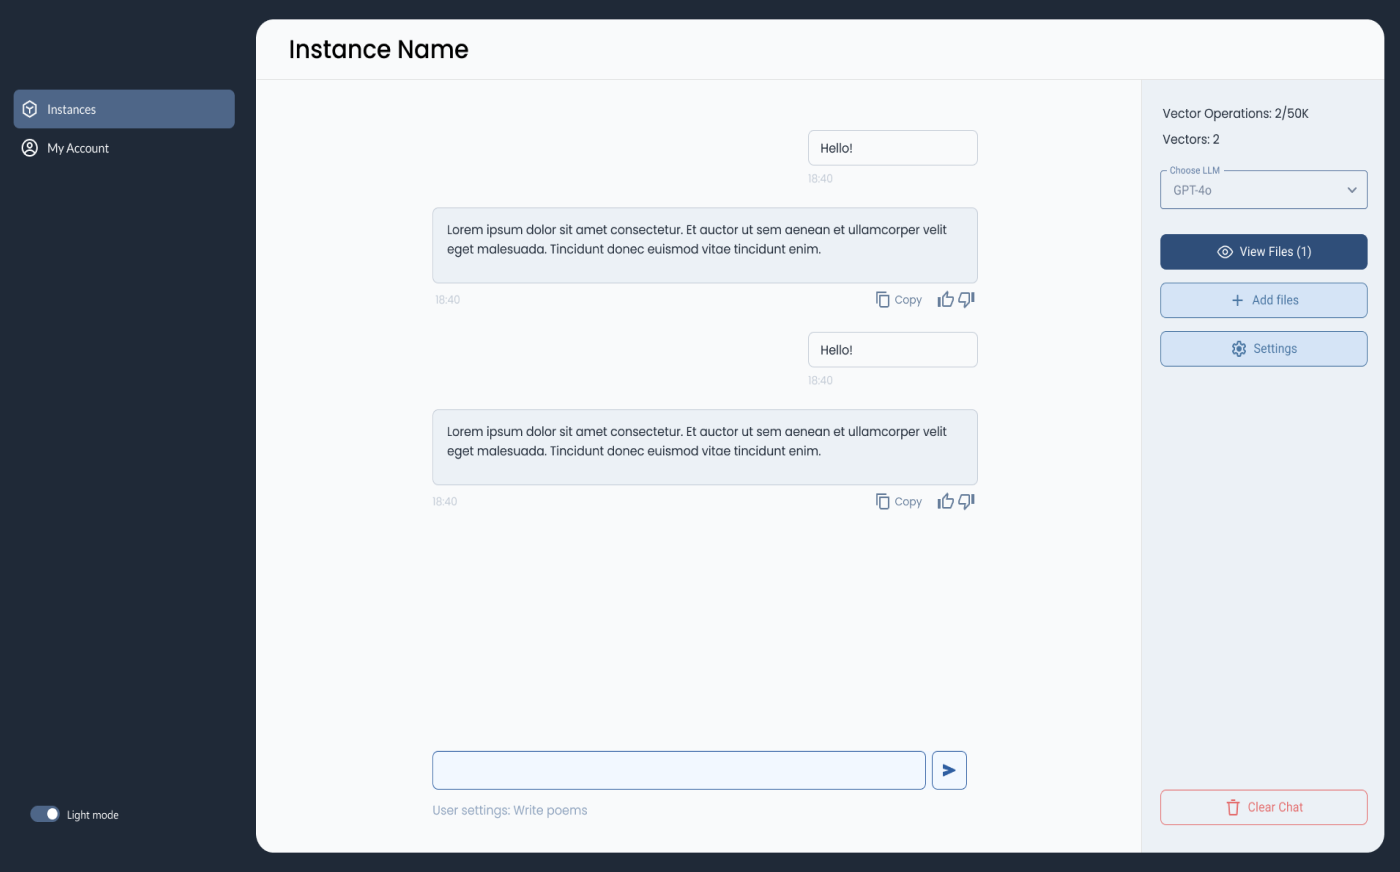 Instance Name
Instances
My Account
Hello!
18:40
Lorem ipsum dolor sit amet consectetur. Et auctor ut sem aenean et ullamcorper velit
eget malesuada. Tincidunt donec euismod vitae tincidunt enim.
18:40
Copy
Hello!
18:40
Lorem ipsum dolor sit amet consectetur. Et auctor ut sem aenean et ullamcorper velit
eget malesuada. Tincidunt donec euismod vitae tincidunt enim.
18:40
Copy
User settings: Write poems
Vector Operations: 2/50K
Vectors: 2
Choose LLM
GPT-4o
View Files (1)
Add files
Settings
Clear Chat
Light mode